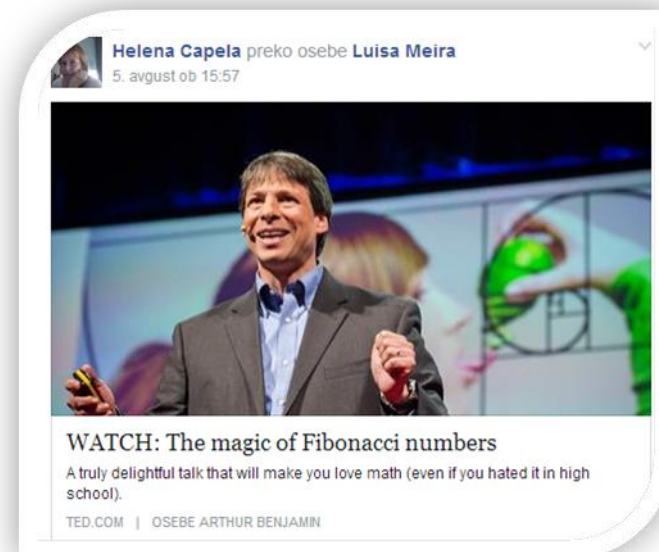 Helena Capela preko osebe Luisa Meira
5. avgust ob 15:57
WATCH: The magic of Fibonacci numbers
A truly delightful talk that will make you love math (even if you hated it in high
school).
TED.COM | OSEBE ARTHUR BENJAMIN